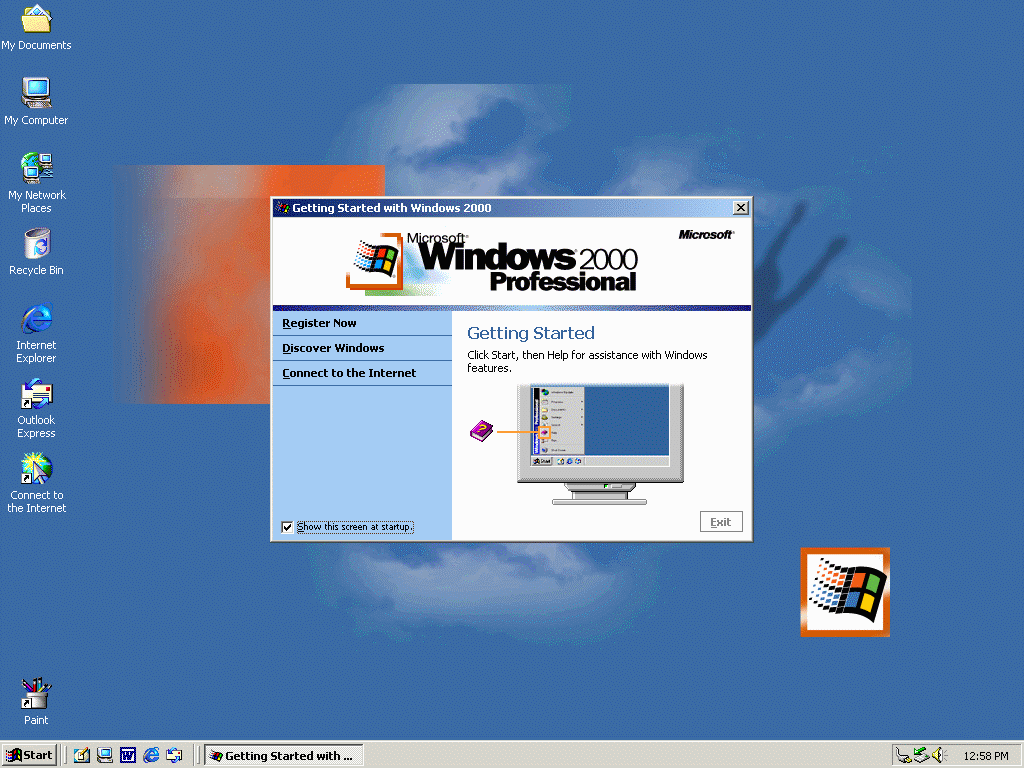 My Documents
My Computer
My Network
Places
Recycle Bin
Internet
Explorer
Outlook
Express
Connect to
the Internet
Paint
Getting Started with Windows 2000
Microsoft
Windows 2000
Professional
Microsoft
Register Now
Discover Windows
Connect to the Internet
Show this screen at startup.
Getting Started
Click Start, then Help for assistance with Windows
features.
Exit
Start
Getting Started with ...
12:58 PM